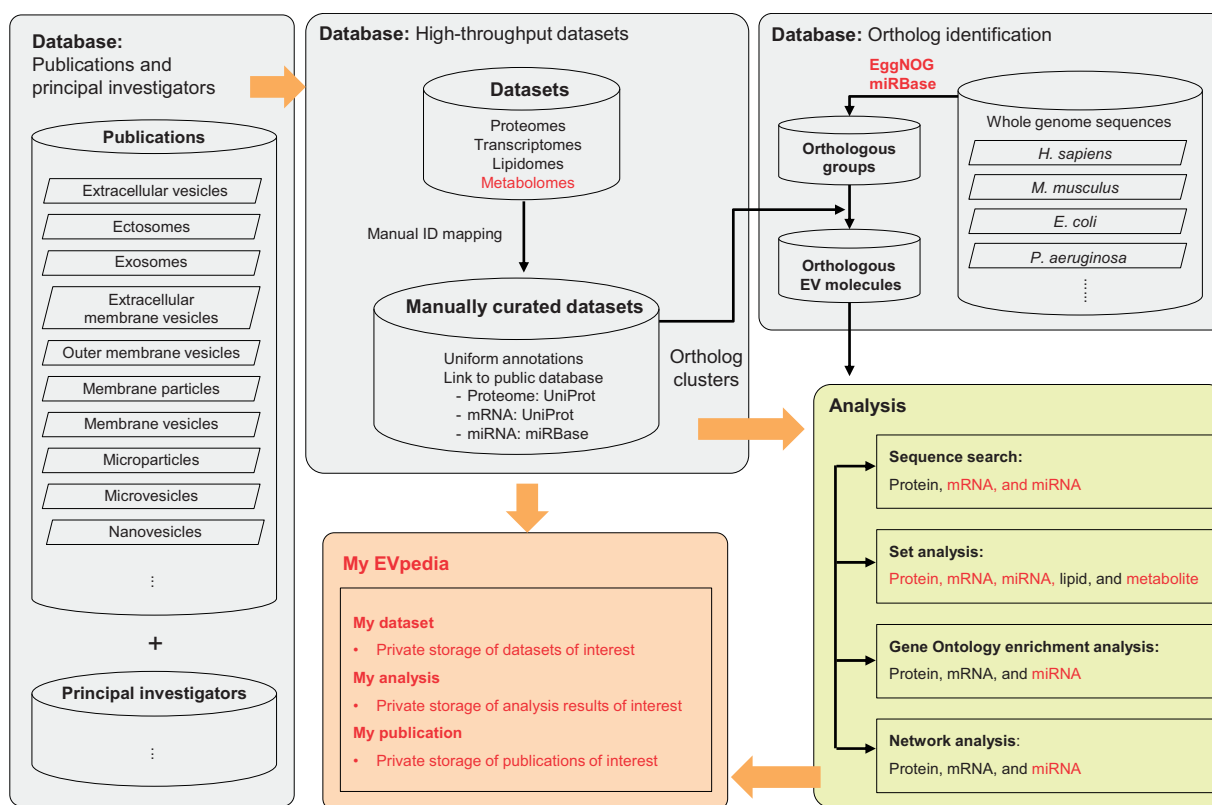 Database:
Publications and
principal investigators
Publications
Extracellular vesicles
Ectosomes
Exosomes
Extracellular
membrane vesicles
Outer membrane vesicles
Membrane particles
Membrane vesicles
Microparticles
Microvesicles
Nanovesicles
⋮
+
Principal investigators
⋮
Database: High-throughput datasets
Datasets
Proteomes
Transcriptomes
Lipidomes
Metabolomes
Manual ID mapping
Manually curated datasets
Uniform annotations
Link to public database
- Proteome: UniProt
- mRNA: UniProt
- miRNA: miRBase
Ortholog
clusters
Database: Ortholog identification
EggNOG
miRBase
Orthologous
groups
Orthologous
EV molecules
Whole genome sequences
H. sapiens
M. musculus
E. coli
P. aeruginosa
⋮
Analysis
Sequence search:
Protein, mRNA, and miRNA
Set analysis:
Protein, mRNA, miRNA, lipid, and metabolite
Gene Ontology enrichment analysis:
Protein, mRNA, and miRNA
Network analysis:
Protein, mRNA, and miRNA
My EVpedia
My dataset
• Private storage of datasets of interest
My analysis
• Private storage of analysis results of interest
My publication
• Private storage of publications of interest